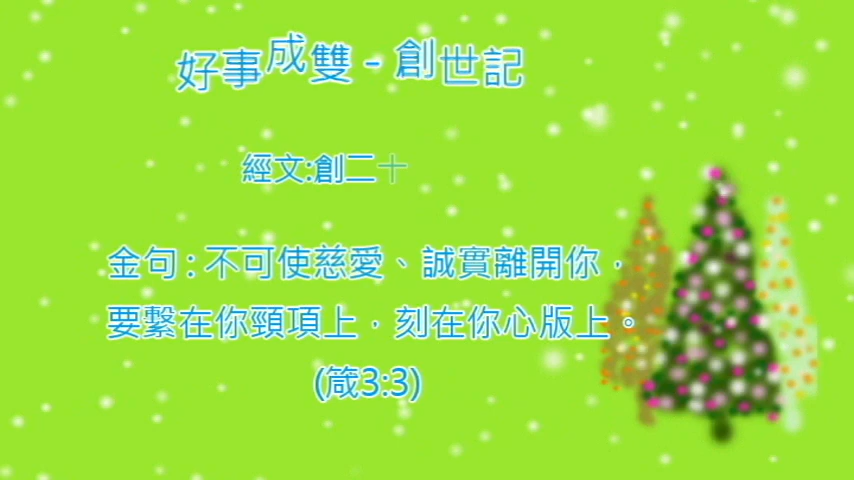 好事成雙-創世記
經文:創二十
金句:不可使慈愛、誠實離開你，
要繫在你頸項上，刻在你心版上。
(箴3:3)